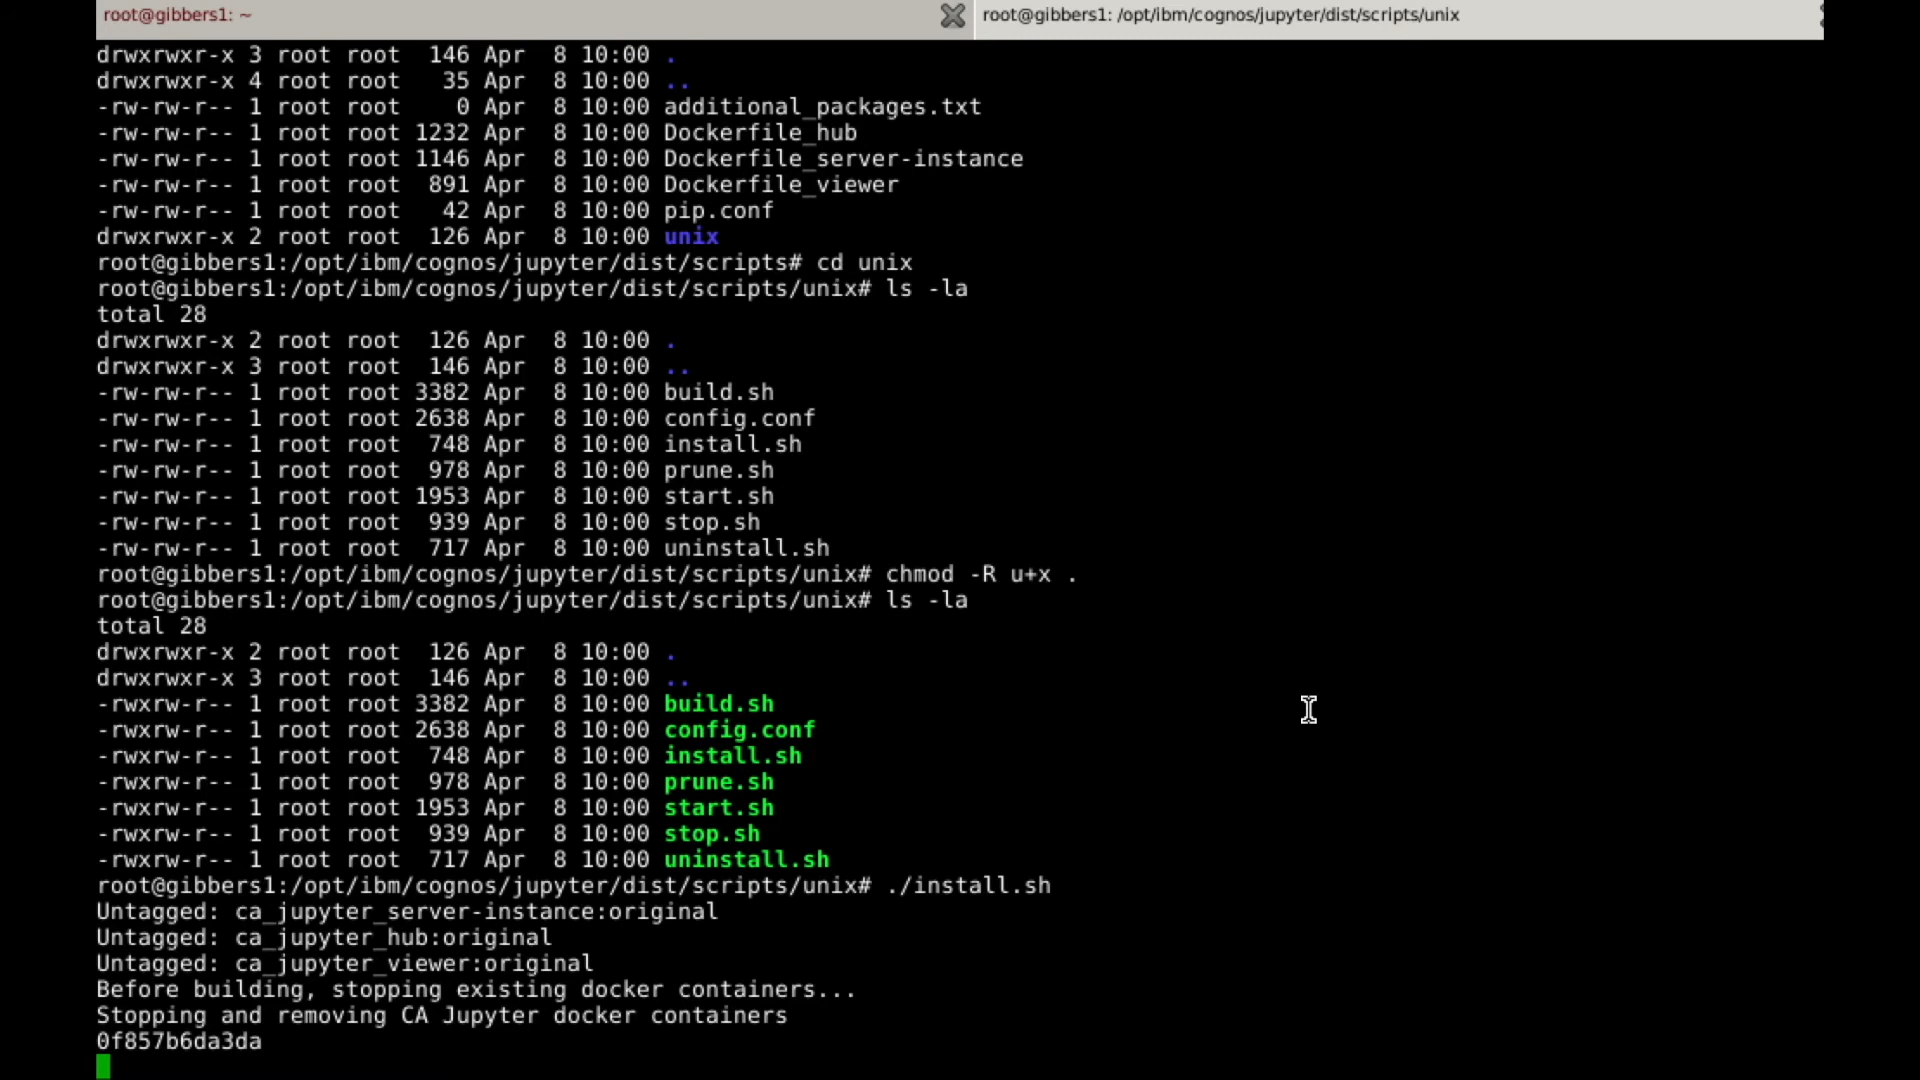 root@gibbers1: ~
root@gibbers1: /opt/ibm/cognos/jupyter/dist/scripts/unix
drwxrwxr-x 3 root root  146 Apr  8 10:00 .
drwxrwxr-x 4 root root   35 Apr  8 10:00 ..
-rw-rw-r-- 1 root root    0 Apr  8 10:00 additional_packages.txt
-rw-rw-r-- 1 root root 1232 Apr  8 10:00 Dockerfile_hub
-rw-rw-r-- 1 root root 1146 Apr  8 10:00 Dockerfile_server-instance
-rw-rw-r-- 1 root root  891 Apr  8 10:00 Dockerfile_viewer
-rw-rw-r-- 1 root root   42 Apr  8 10:00 pip.conf
drwxrwxr-x 2 root root  126 Apr  8 10:00 unix
root@gibbers1:/opt/ibm/cognos/jupyter/dist/scripts# cd unix
root@gibbers1:/opt/ibm/cognos/jupyter/dist/scripts/unix# ls -la
total 28
drwxrwxr-x 2 root root  126 Apr  8 10:00 .
drwxrwxr-x 3 root root  146 Apr  8 10:00 ..
-rw-rw-r-- 1 root root 3382 Apr  8 10:00 build.sh
-rw-rw-r-- 1 root root 2638 Apr  8 10:00 config.conf
-rw-rw-r-- 1 root root  748 Apr  8 10:00 install.sh
-rw-rw-r-- 1 root root  978 Apr  8 10:00 prune.sh
-rw-rw-r-- 1 root root 1953 Apr  8 10:00 start.sh
-rw-rw-r-- 1 root root  939 Apr  8 10:00 stop.sh
-rw-rw-r-- 1 root root  717 Apr  8 10:00 uninstall.sh
root@gibbers1:/opt/ibm/cognos/jupyter/dist/scripts/unix# chmod -R u+x .
root@gibbers1:/opt/ibm/cognos/jupyter/dist/scripts/unix# ls -la
total 28
drwxrwxr-x 2 root root  126 Apr  8 10:00 .
drwxrwxr-x 3 root root  146 Apr  8 10:00 ..
-rwxrw-r-- 1 root root 3382 Apr  8 10:00 build.sh
-rwxrw-r-- 1 root root 2638 Apr  8 10:00 config.conf
-rwxrw-r-- 1 root root  748 Apr  8 10:00 install.sh
-rwxrw-r-- 1 root root  978 Apr  8 10:00 prune.sh
-rwxrw-r-- 1 root root 1953 Apr  8 10:00 start.sh
-rwxrw-r-- 1 root root  939 Apr  8 10:00 stop.sh
-rwxrw-r-- 1 root root  717 Apr  8 10:00 uninstall.sh
root@gibbers1:/opt/ibm/cognos/jupyter/dist/scripts/unix# ./install.sh
Untagged: ca_jupyter_server-instance:original
Untagged: ca_jupyter_hub:original
Untagged: ca_jupyter_viewer:original
Before building, stopping existing docker containers...
Stopping and removing CA Jupyter docker containers
0f857b6da3da